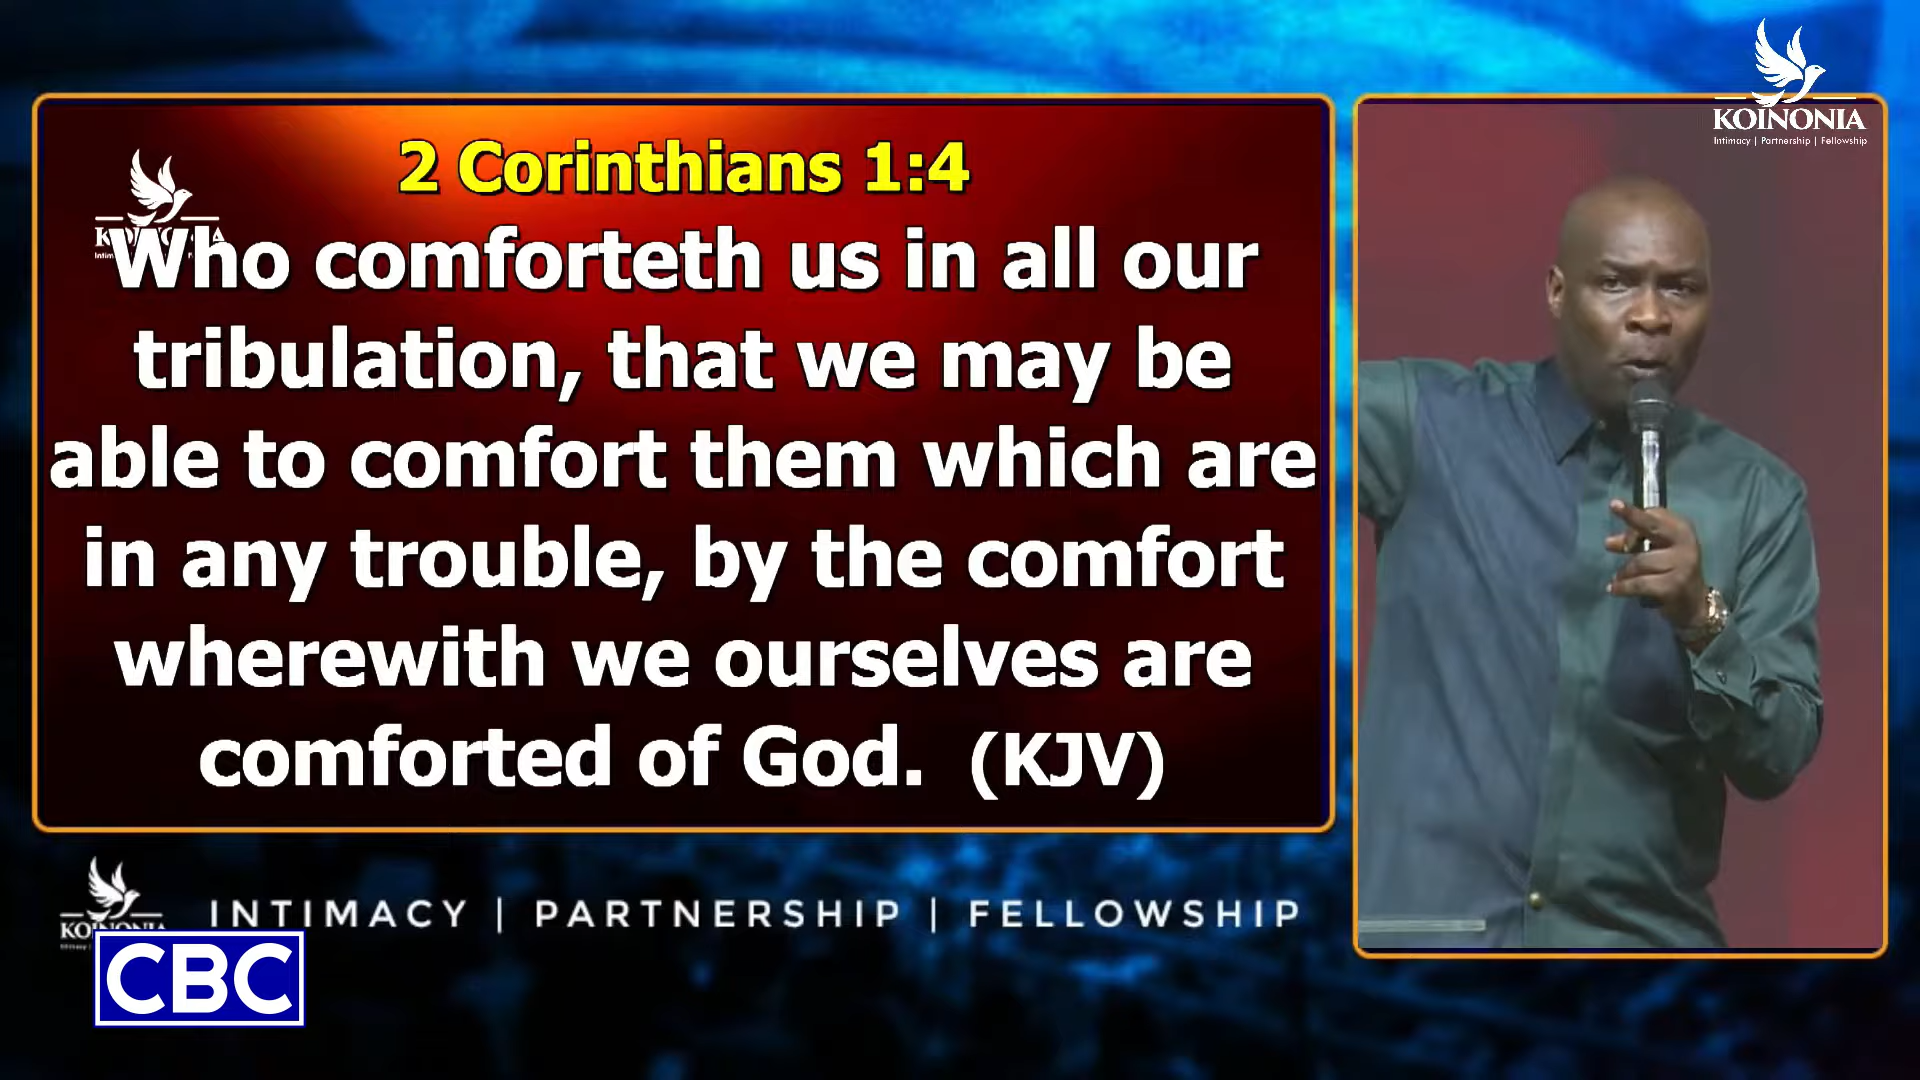 KOINONIA
Intimacy | Partnership | Fellowship
2 Corinthians 1:4
Who comforteth us in all our
tribulation, that we may be
able to comfort them which are
in any trouble, by the comfort
wherewith we ourselves are
comforted of God. (KJV)
INTIMACY | PARTNERSHIP | FELLOWSHIP
CBC